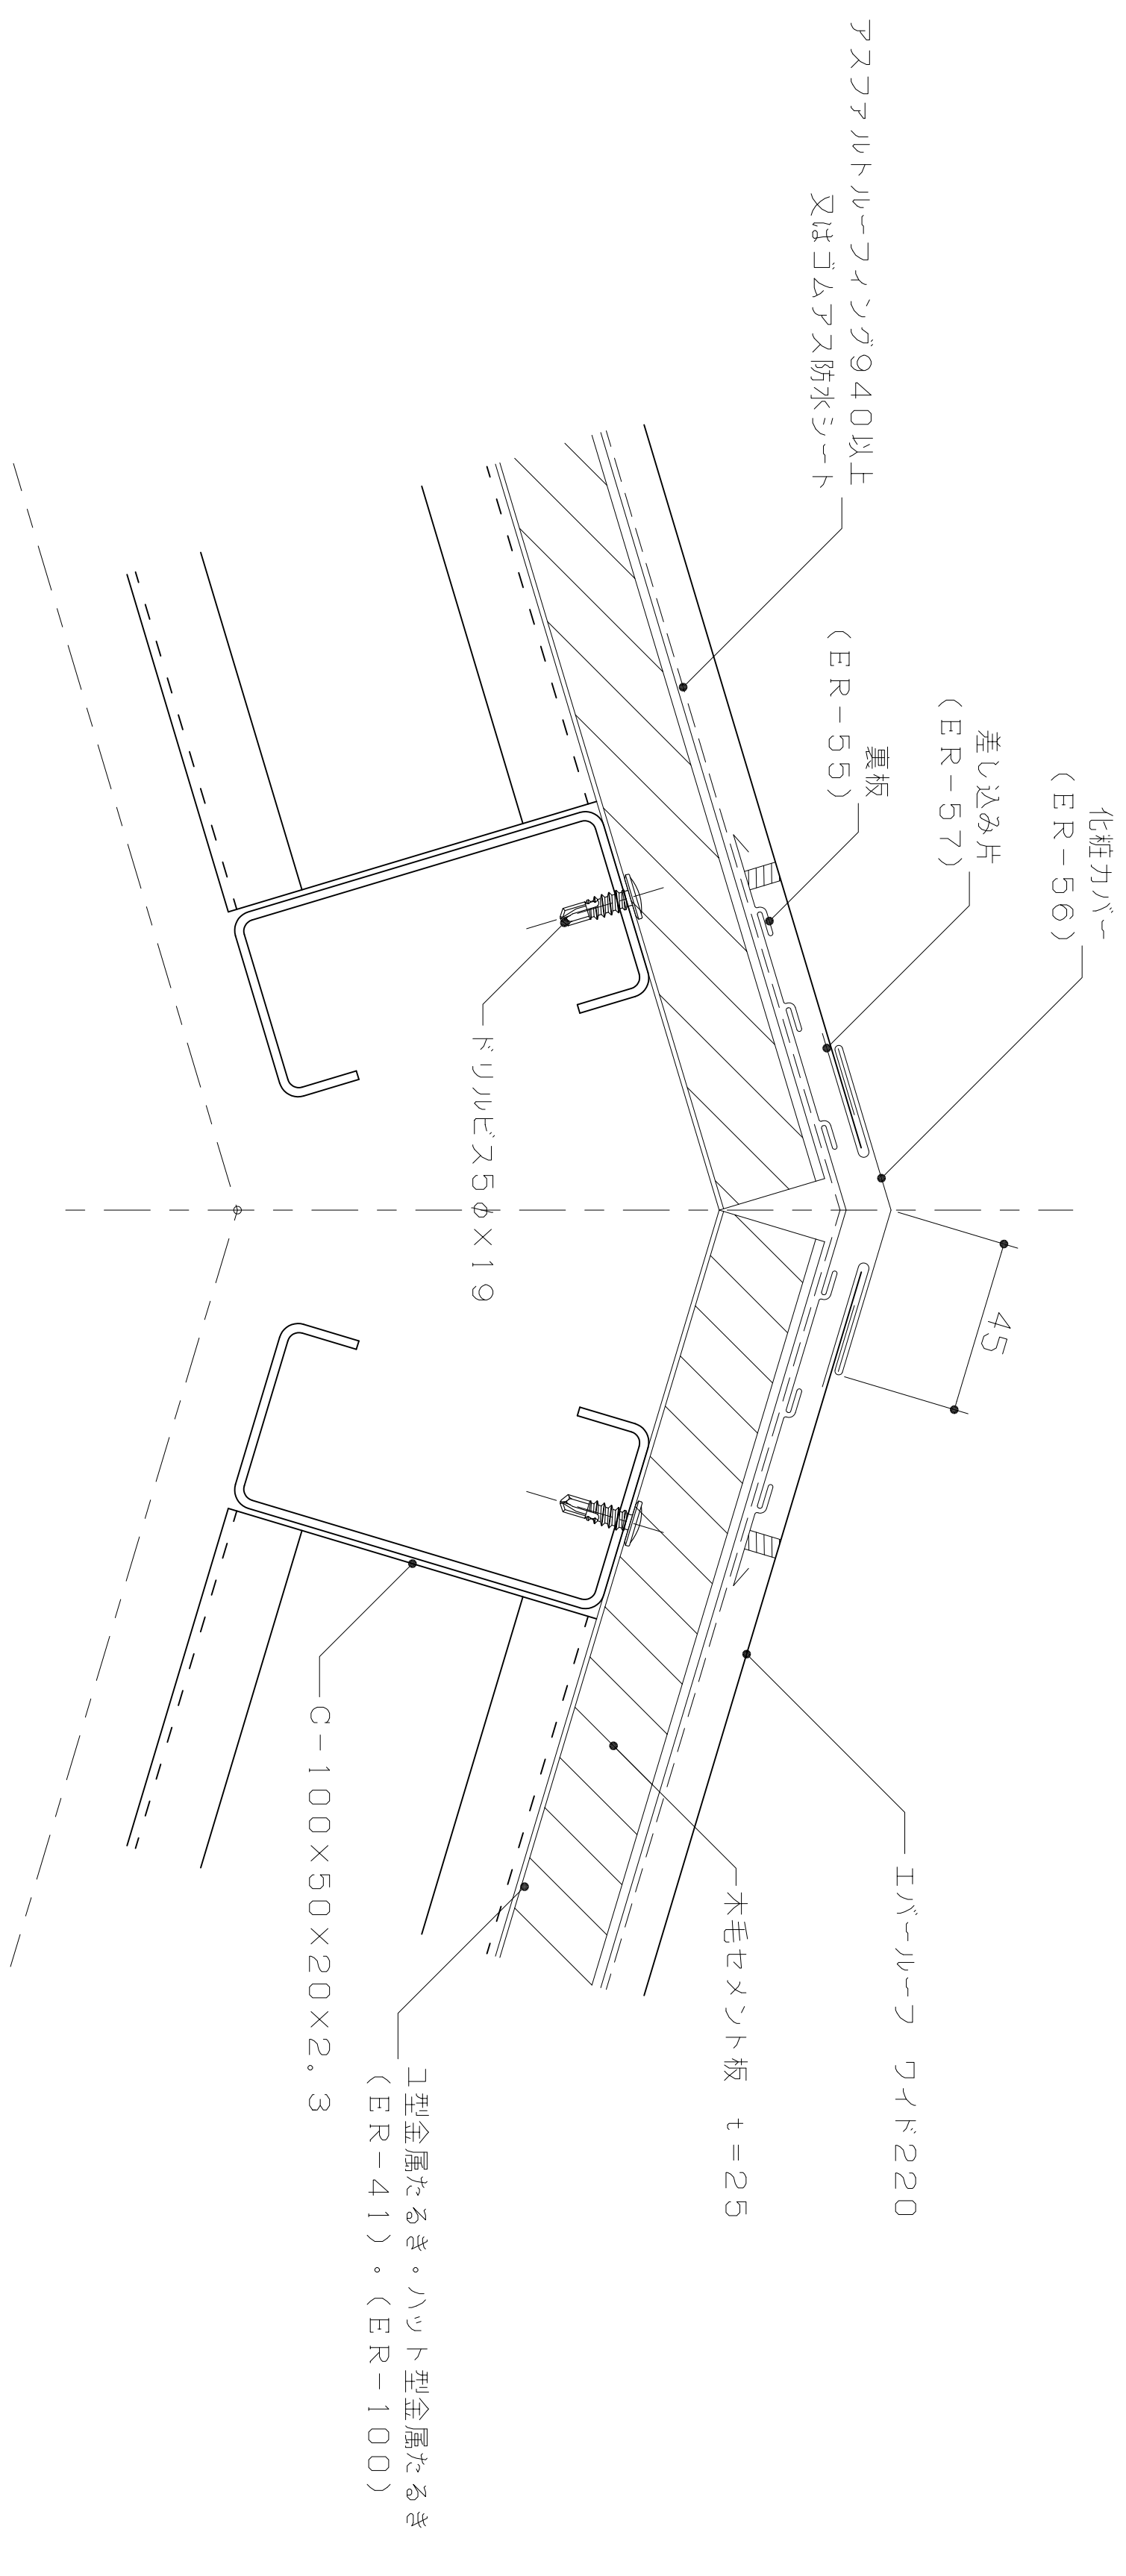 アスファルトルーフィング940以上
又はゴムアス防水シート
化粧カバー
(ER-56)
差し込み片
(ER-57)
裏板
(ER-55)
45
ドリルビス5φ×19
エバールーフ　ワイド220
木毛セメント板　t=25
C-100×50×20×2.3
ユ型金属たるき・ハット型金属たるき
(ER-41)・(ER-100)